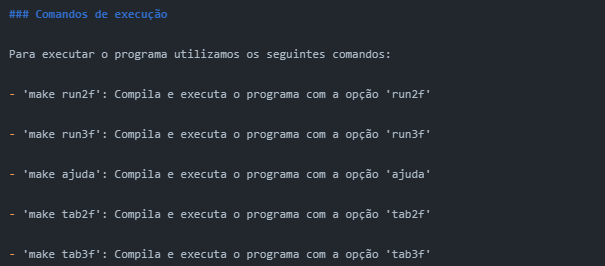 ### Comandos de execução
Para executar o programa utilizamos os seguintes comandos:
- 'make run2f': Compila e executa o programa com a opção 'run2f'
- 'make run3f': Compila e executa o programa com a opção 'run3f'
- 'make ajuda': Compila e executa o programa com a opção 'ajuda'
- 'make tab2f': Compila e executa o programa com a opção 'tab2f'
- 'make tab3f': Compila e executa o programa com a opção 'tab3f'